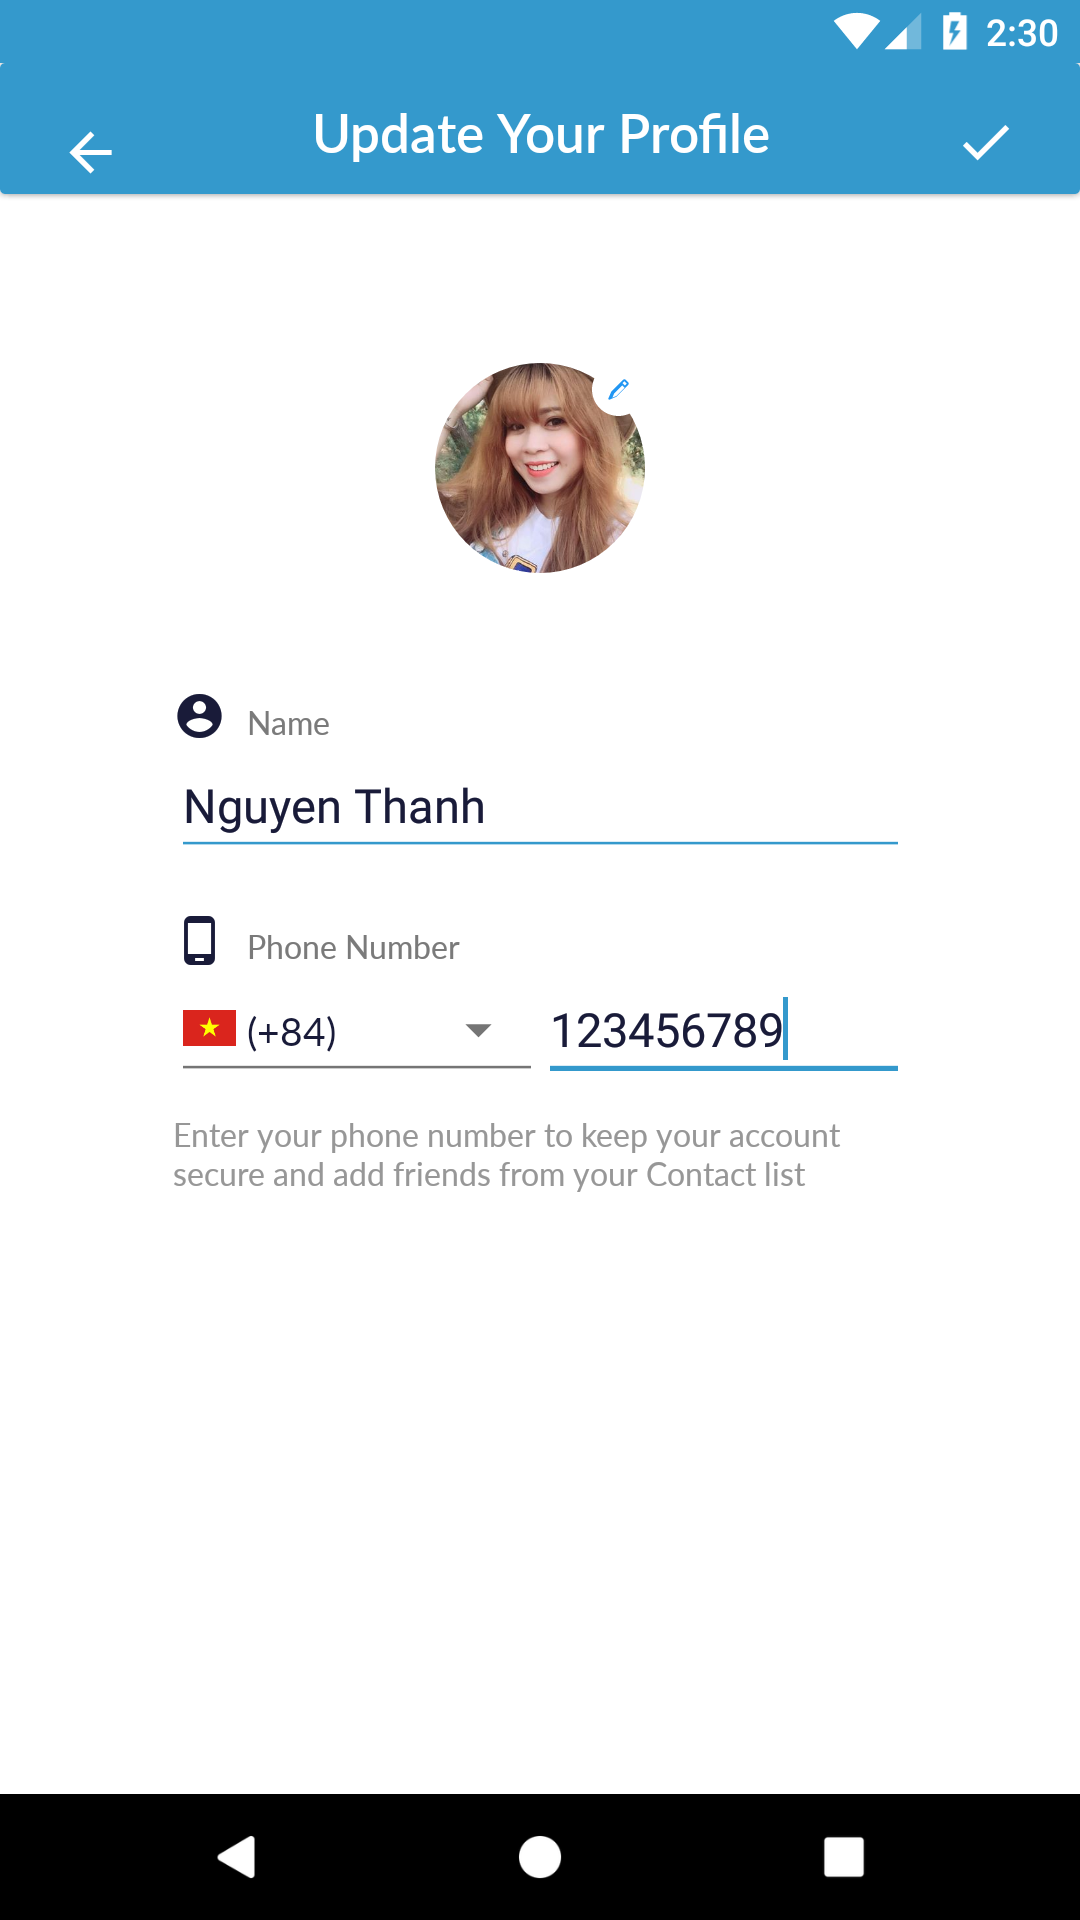 2:30
Update Your Profile
Name
Nguyen Thanh
Phone Number
(+84)
123456789
Enter your phone number to keep your account
secure and add friends from your Contact list